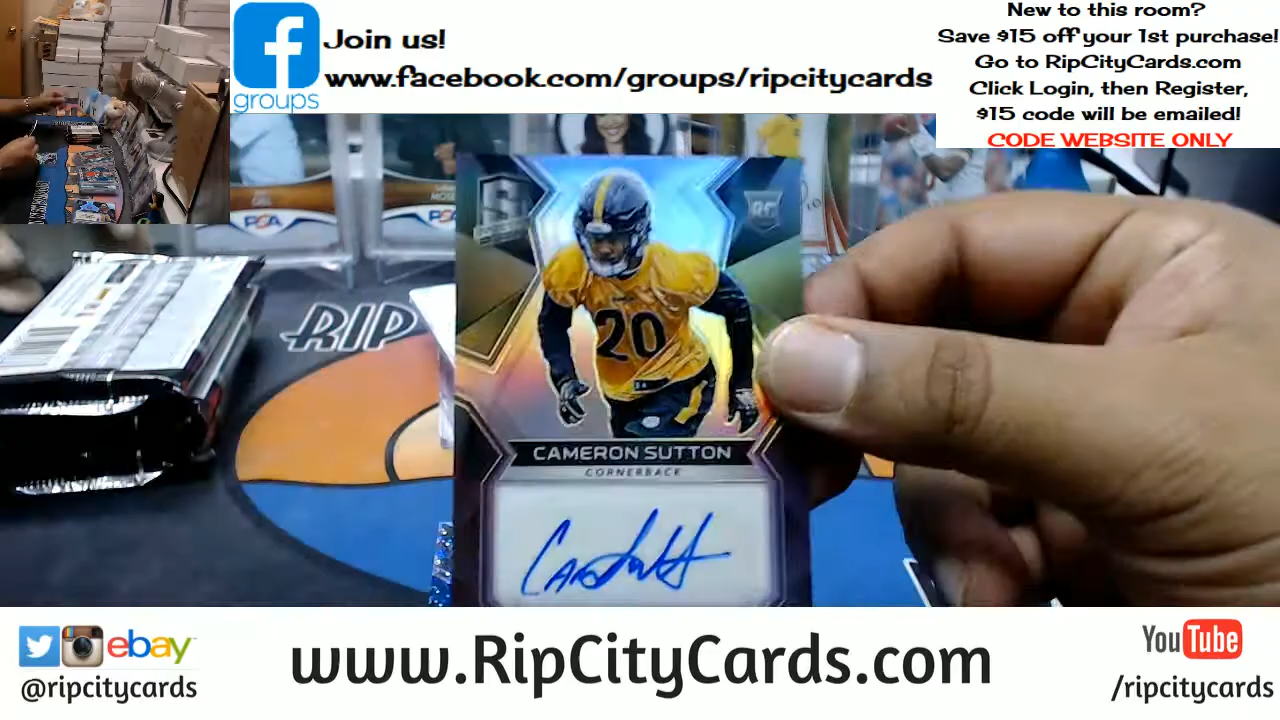 Join us!
www.facebook.com/groups/ripcitycards
groups
New to this room?
Save $15 off your 1st purchase!
Go to RipCityCards.com
Click Login, then Register,
$15 code will be emailed!
CODE WEBSITE ONLY
PSA
PSA
RC
RIP
20
CAMERON SUTTON
CORNERBACK
ebay
@ripcitycards
www.RipCityCards.com
YouTube
/ripcitycards